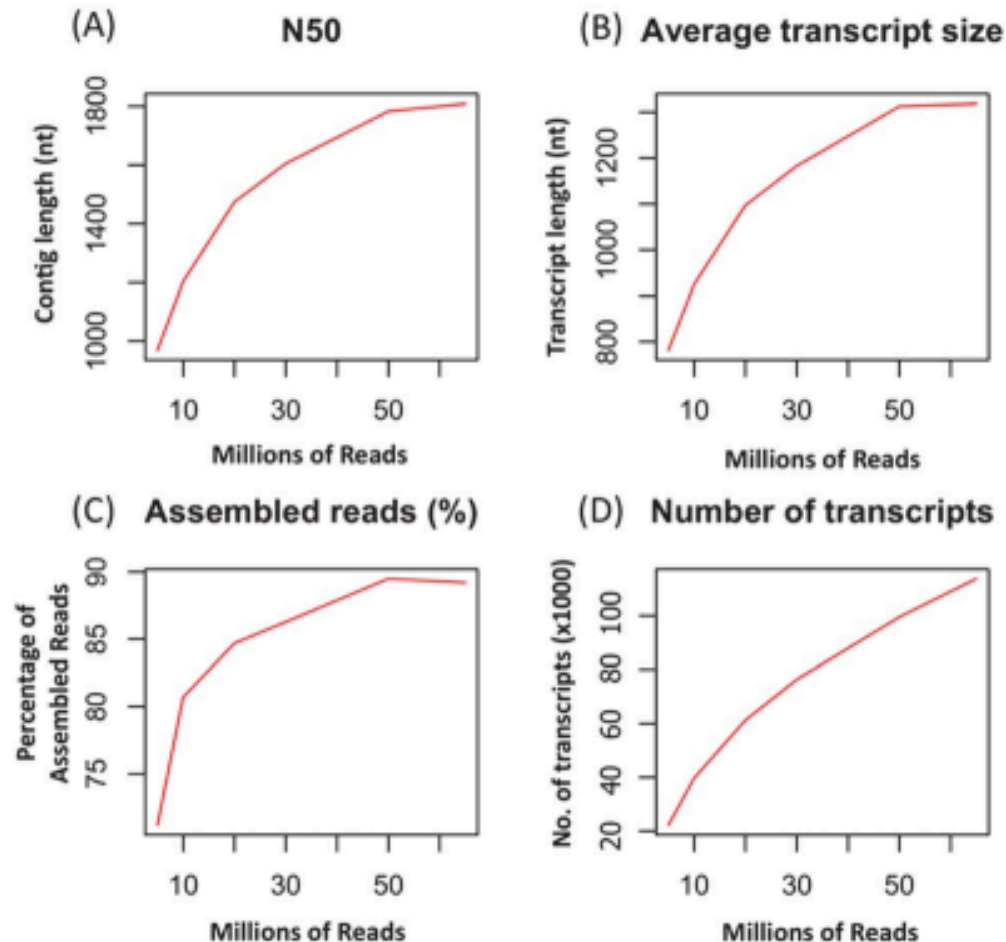 (A) N50
Contig length (nt)
1800
1400
1000
10 30 50
Millions of Reads
(B) Average transcript size
Transcript length (nt)
1200
1000
800
10 30 50
Millions of Reads
(C) Assembled reads (%)
Percentage of
Assembled Reads
90
85
80
75
10 30 50
Millions of Reads
(D) Number of transcripts
No. of transcripts (x1000)
100
80
60
40
20
10 30 50
Millions of Reads